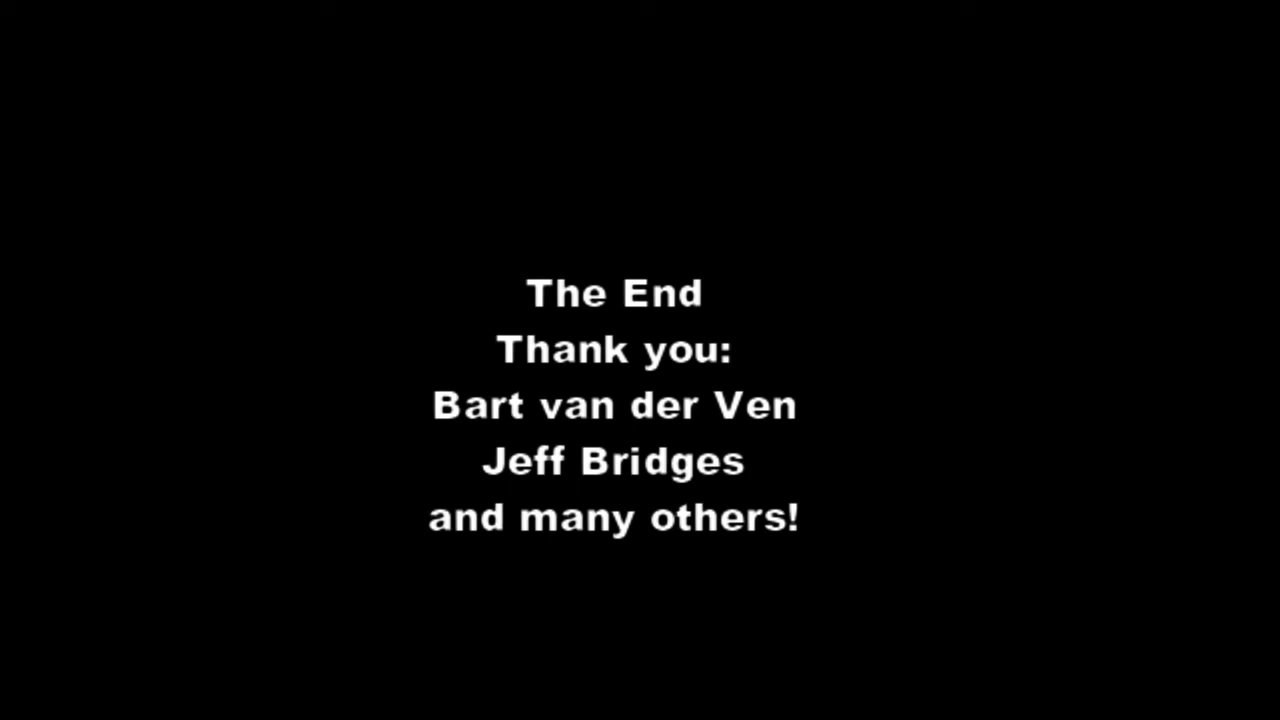 The End
Thank you:
Bart van der Ven
Jeff Bridges
and many others!